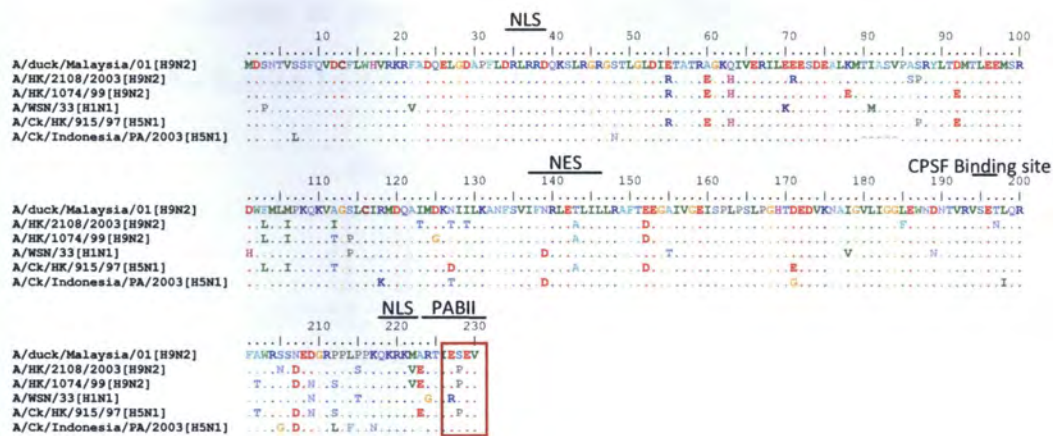 NLS
10 20 30 40 50 60 70 80 90 100
A/duck/Malaysia/01[H9N2] MDSNTVSSFQVDCFLWHVRKRFADQELGDAPFLDRLRRDQKSLRGRGSTLGLDIETATRAGKQIVERILEEESDEALKMTIASVPASRYLTDMTLEEMSR
A/HK/2108/2003[H9N2] ......................................................R....E..H.......R..............SP.............
A/HK/1074/99[H9N2] ......................................................R....E..H..............E.............E........
A/WSN/33[H1N1] ..P..................V...............................................K..........M...................
A/Ck/HK/915/97[H5N1] ......................................................R....E..H.......................P....E........
A/Ck/Indonesia/PA/2003[H5N1] ......L........................................N...............................-----................
NES
CPSF Binding site
110 120 130 140 150 160 170 180 190 200
A/duck/Malaysia/01[H9N2] DWFMLMPKQKVAGSLCIRMDQAIMDKNIILKANFSVIFNRLETLILLRAFTEEGAIVGEISPLPSLPGHTDEDVKNAIGVLIGGLEWNDNTVRVSETLQR
A/HK/2108/2003[H9N2] ..L..I.....I..........T...T.T.............A........D................................F...........N...
A/HK/1074/99[H9N2] ..L..I.....T.P..........G.................A........D................................................
A/WSN/33[H1N1] H............P........................D...............T......................V..........N...........
A/Ck/HK/915/97[H5N1] ..L..I.....T..............D...............A........D..................E.............................
A/Ck/Indonesia/PA/2003[H5N1] .................K........T...........D...............................G..........................I..
NLS PABII
210 220 230
A/duck/Malaysia/01[H9N2] FAWRSSNEDGRPPLPPKQKRKMARTIESEV
A/HK/2108/2003[H9N2] ....N.D.......S......VE....P..
A/HK/1074/99[H9N2] .T....D.N..S.........VE....P..
A/WSN/33[H1N1] ........N.....T........G..R...
A/Ck/HK/915/97[H5N1] .T....D.N..S..........E....P..
A/Ck/Indonesia/PA/2003[H5N1] ....G.D....L.F..N.............